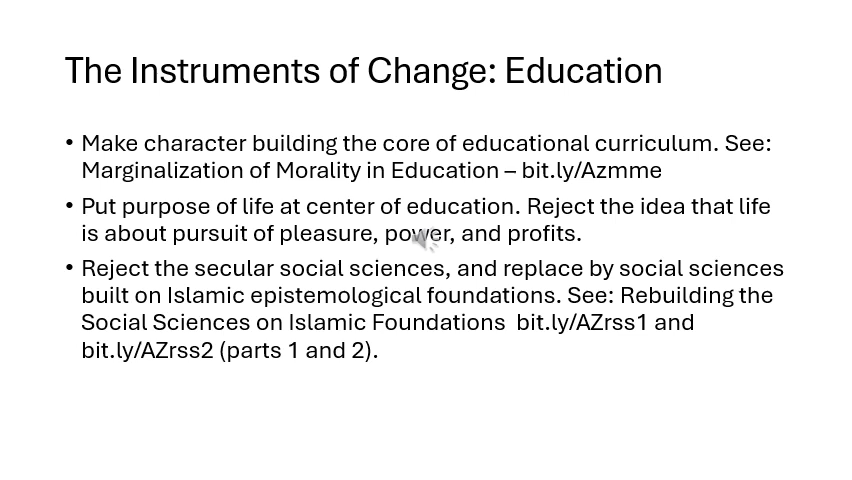 The Instruments of Change: Education
• Make character building the core of educational curriculum. See:
Marginalization of Morality in Education – bit.ly/Azmme
• Put purpose of life at center of education. Reject the idea that life
is about pursuit of pleasure, power, and profits.
• Reject the secular social sciences, and replace by social sciences
built on Islamic epistemological foundations. See: Rebuilding the
Social Sciences on Islamic Foundations  bit.ly/AZrss1 and
bit.ly/AZrss2 (parts 1 and 2).